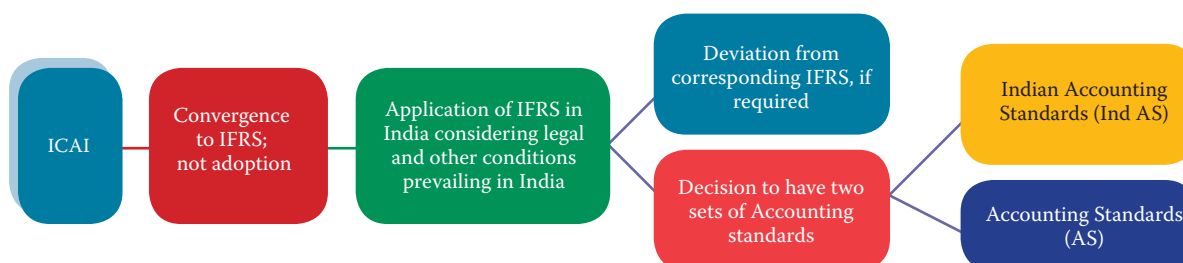 ICAI
Convergence
to IFRS;
not adoption
Application of IFRS in
India considering legal
and other conditions
prevailing in India
Deviation from
corresponding IFRS, if
required
Decision to have two
sets of Accounting
standards
Indian Accounting
Standards (Ind AS)
Accounting Standards
(AS)